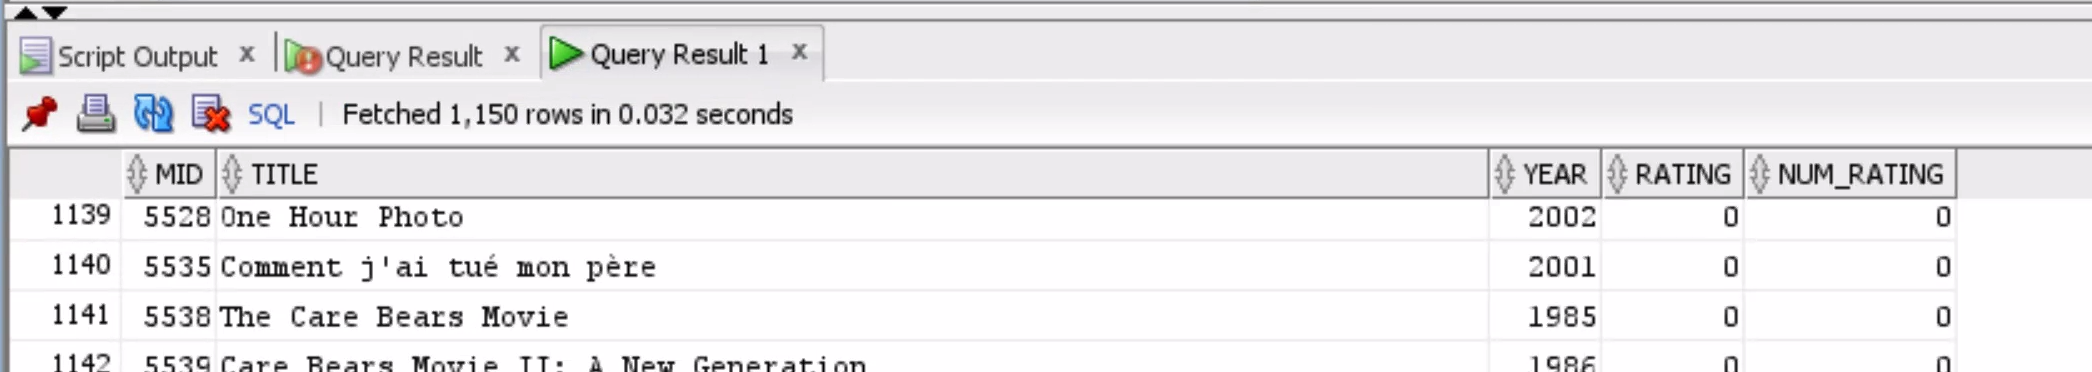 Script Output x Query Result x Query Result 1 x
SQL | Fetched 1,150 rows in 0.032 seconds
MID TITLE YEAR RATING NUM_RATING
1139 5528 One Hour Photo 2002 0 0
1140 5535 Comment j'ai tué mon père 2001 0 0
1141 5538 The Care Bears Movie 1985 0 0
1142 5539 Care Bears Movie II: A New Generation 1986 0 0